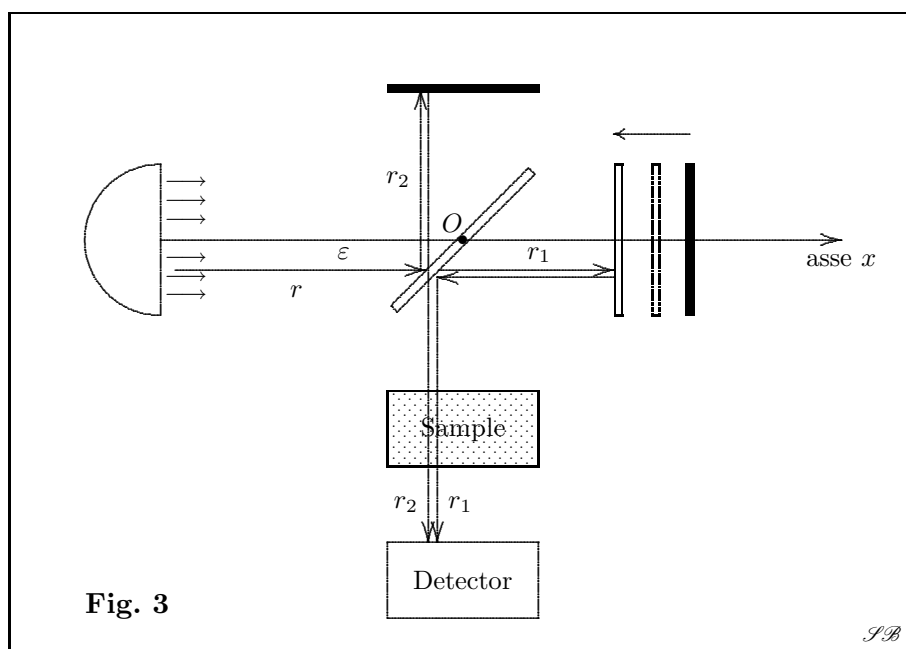 r₂
O
ε
r₁
asse x
r
Sample
r₂ r₁
Detector
Fig. 3
𝒮ℬ